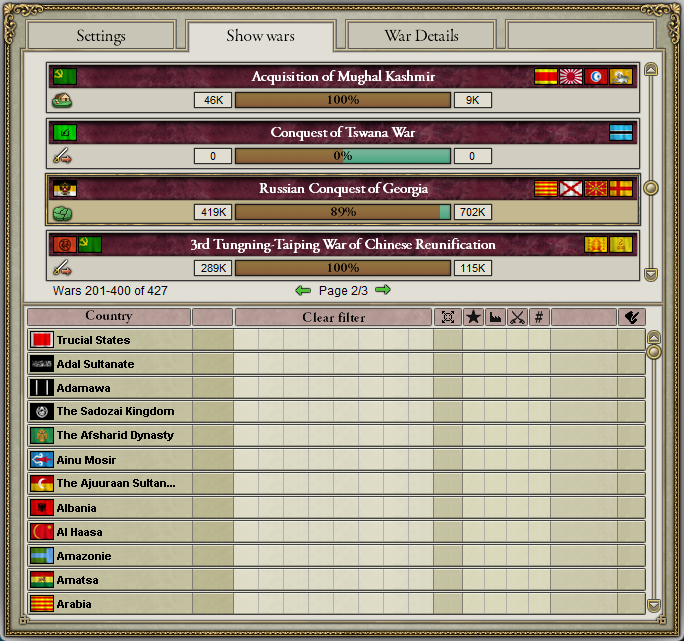 Settings Show wars War Details
Acquisition of Mughal Kashmir
46K 100% 9K
Conquest of Tswana War
0 0% 0
Russian Conquest of Georgia
419K 89% 702K
3rd Tungning-Taiping War of Chinese Reunification
289K 100% 115K
Wars 201-400 of 427 Page 2/3
Country Clear filter #
Trucial States
Adal Sultanate
Adamawa
The Sadozai Kingdom
The Afsharid Dynasty
Ainu Mosir
The Ajuuraan Sultan...
Albania
Al Haasa
Amazonie
Amatsa
Arabia